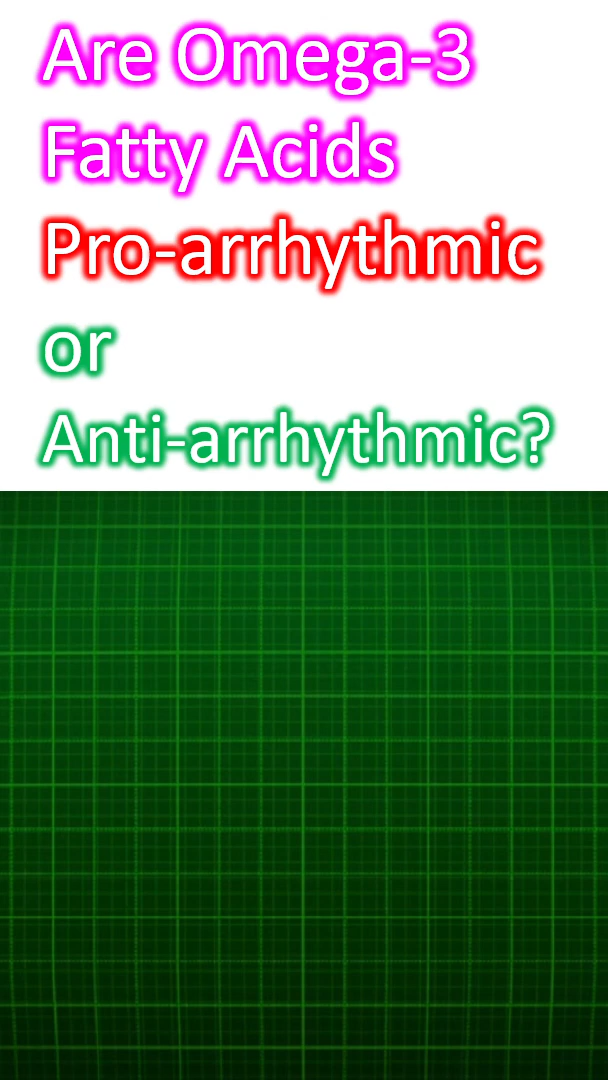 Are Omega-3
Fatty Acids
Pro-arrhythmic
or
Anti-arrhythmic?